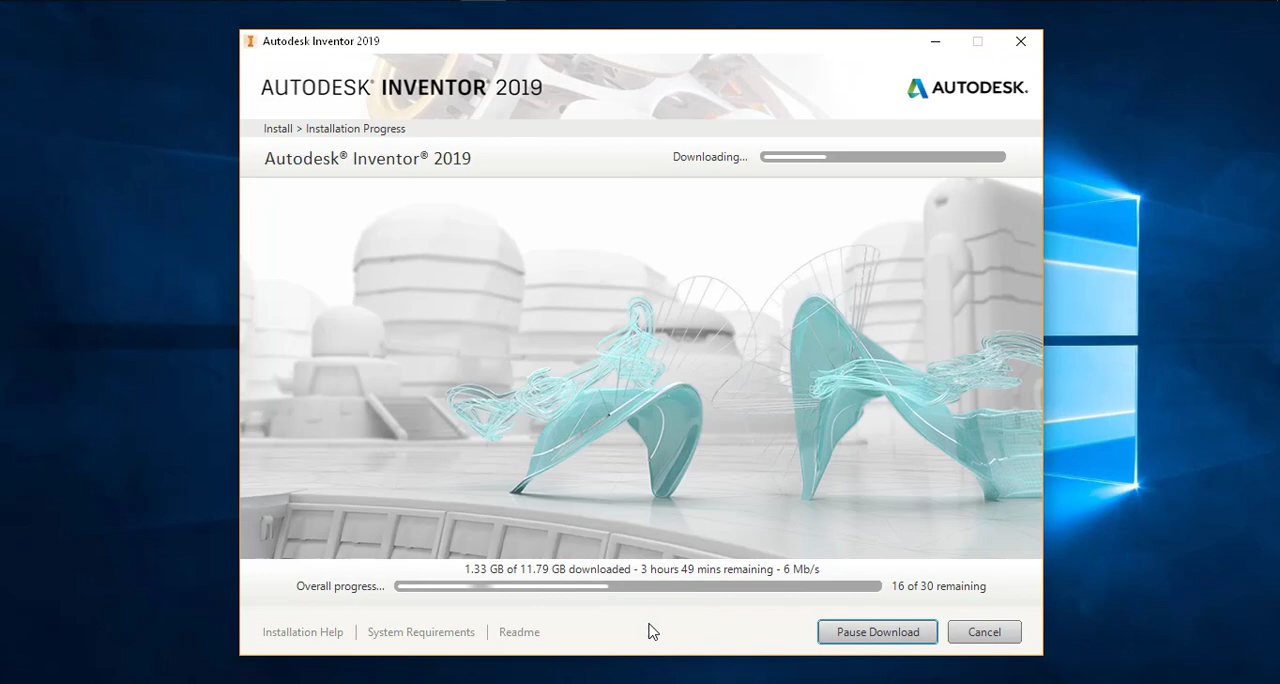 Autodesk Inventor 2019
AUTODESK® INVENTOR® 2019
AUTODESK.
Install > Installation Progress
Autodesk® Inventor® 2019
Downloading...
1.33 GB of 11.79 GB downloaded - 3 hours 49 mins remaining - 6 Mb/s
Overall progress...
16 of 30 remaining
Installation Help
System Requirements
Readme
Pause Download
Cancel